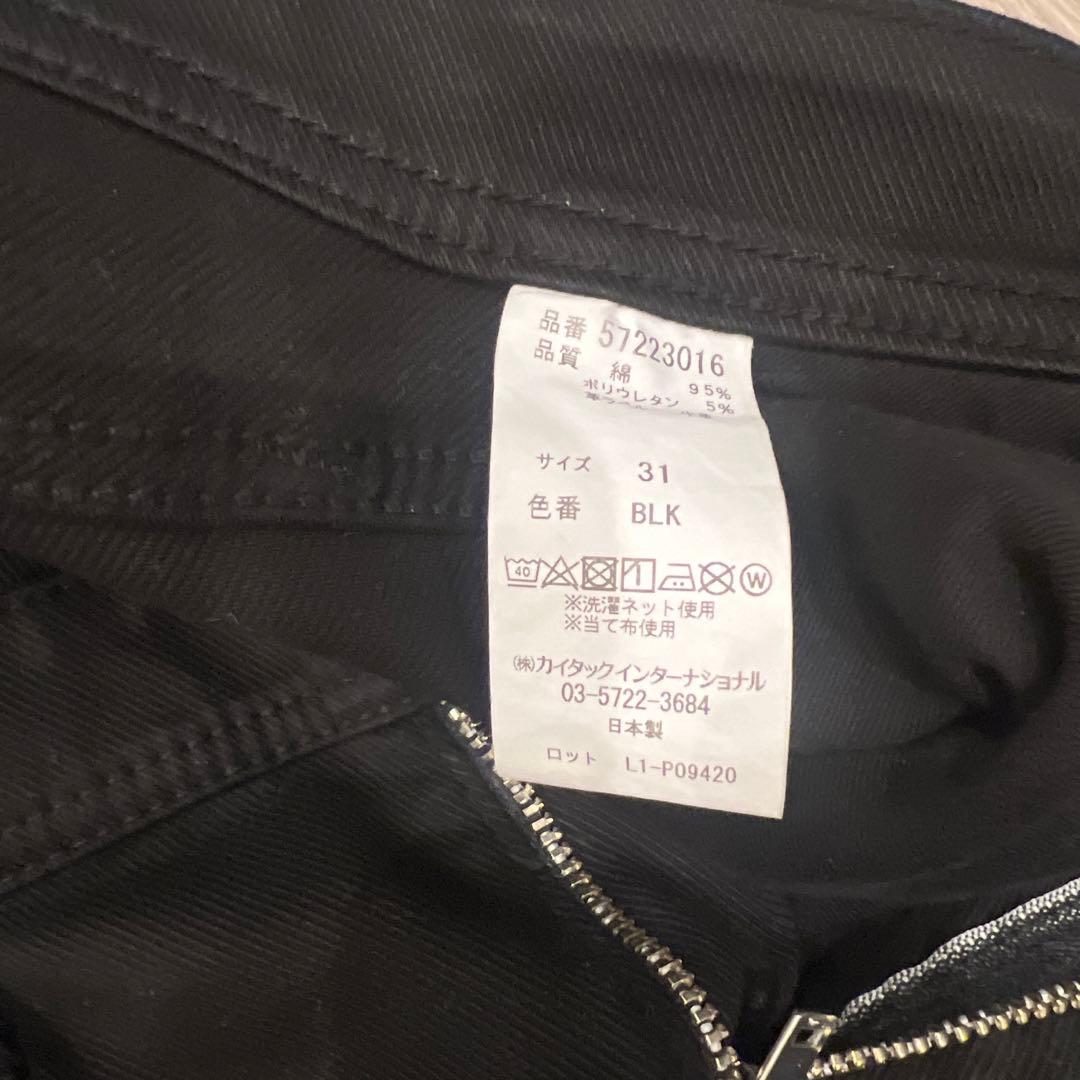 品番 57223016
品質 綿 95%
ポリウレタン 5%
サイズ 31
色番 BLK
40 W
※洗濯ネット使用
※当て布使用
(株)カイタックインターナショナル
03-5722-3684
日本製
ロット L1-P09420